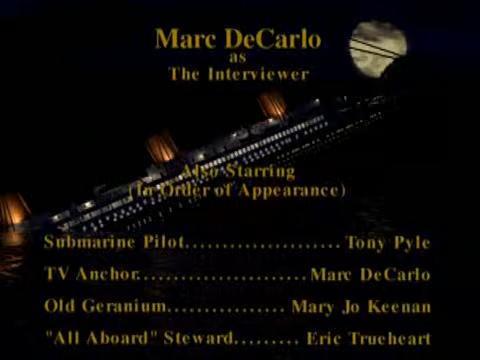 Marc DeCarlo
as
The Interviewer
Also Starring
(In Order of Appearance)
Submarine Pilot..................... Tony Pyle
TV Anchor....................... Marc DeCarlo
Old Geranium................ Mary Jo Keenan
"All Aboard" Steward......... Eric Trueheart